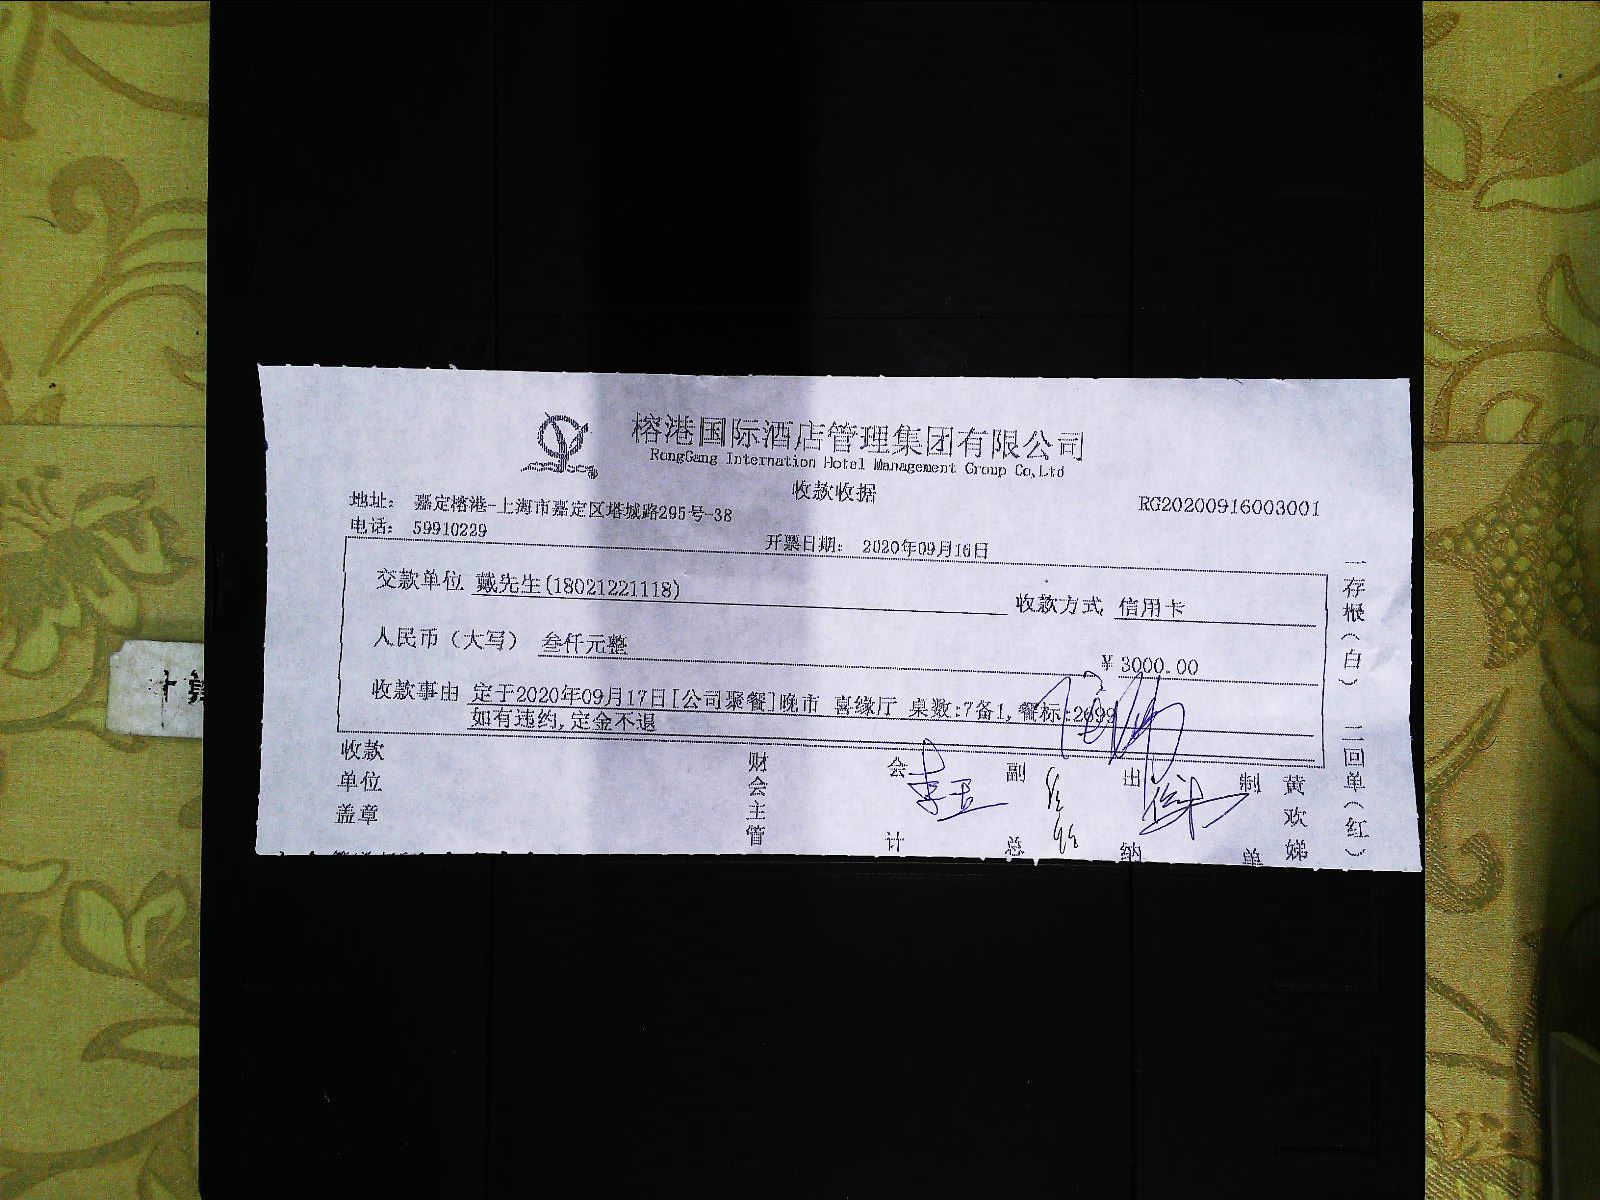 榕港国际酒店管理集团有限公司
RongGang Internation Hotel Management Group Co,Ltd
收款收据
RG20200916003001
地址： 嘉定榕港-上海市嘉定区塔城路295号-38
电话： 59910229
开票日期： 2020年09月16日
交款单位 戴先生(18021221118) 收款方式 信用卡
人民币（大写） 叁仟元整 ￥3000.00
收款事由 定于2020年09月17日[公司聚餐]晚市 喜缘厅 桌数:7备1,餐标:2699
如有违约,定金不退
收款单位盖章
财会主管
会计
副总
出纳
制单
黄欢娣
一存根（白） 二回单（红）